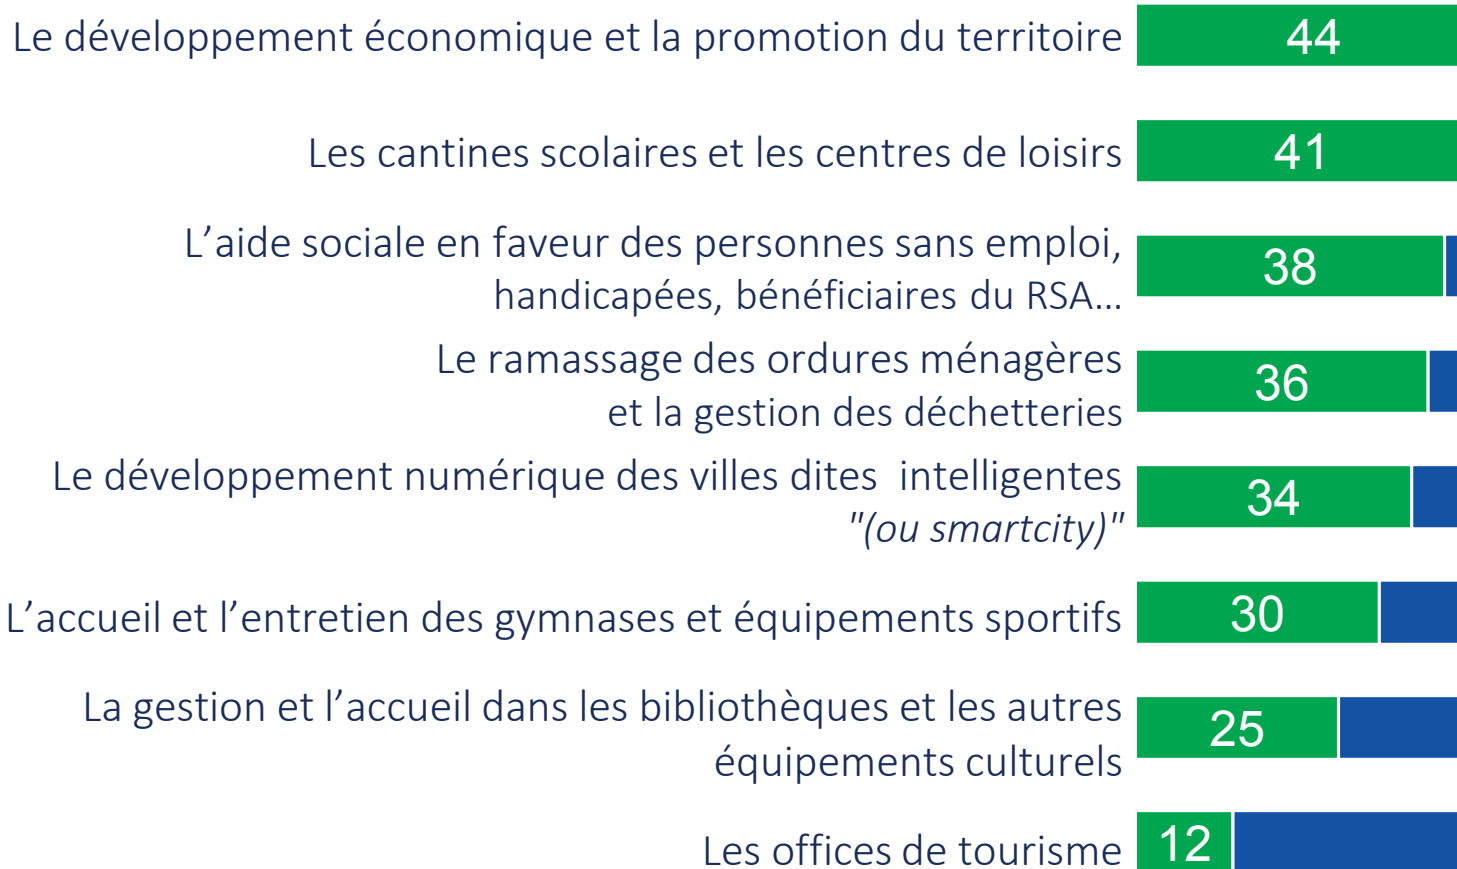 Le développement économique et la promotion du territoire 44
Les cantines scolaires et les centres de loisirs 41
L’aide sociale en faveur des personnes sans emploi,
handicapées, bénéficiaires du RSA… 38
Le ramassage des ordures ménagères
et la gestion des déchetteries 36
Le développement numérique des villes dites  intelligentes
"(ou smartcity)" 34
L’accueil et l’entretien des gymnases et équipements sportifs 30
La gestion et l’accueil dans les bibliothèques et les autres
équipements culturels 25
Les offices de tourisme 12